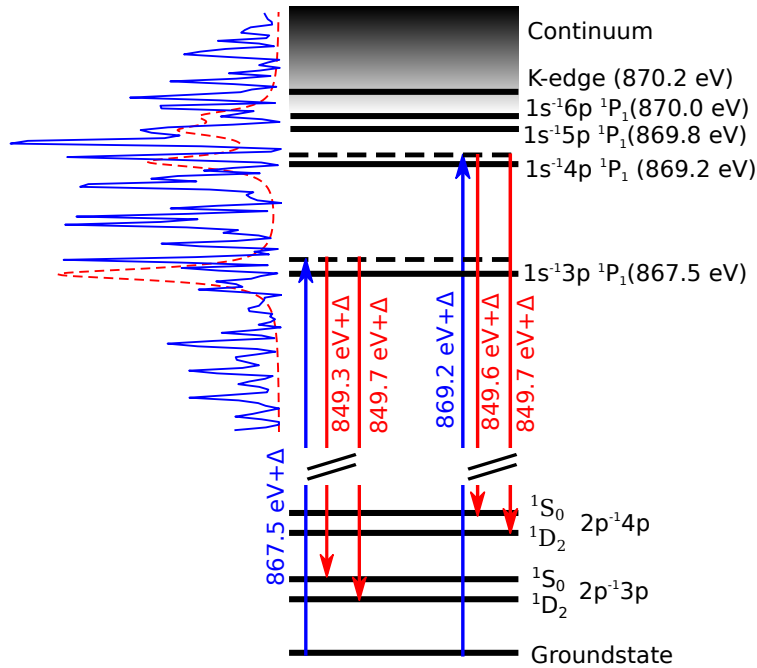 Continuum
K-edge (870.2 eV)
1s⁻¹6p ¹P₁(870.0 eV)
1s⁻¹5p ¹P₁(869.8 eV)
1s⁻¹4p ¹P₁ (869.2 eV)
1s⁻¹3p ¹P₁(867.5 eV)
867.5 eV+Δ
849.3 eV+Δ
849.7 eV+Δ
869.2 eV+Δ
849.6 eV+Δ
849.7 eV+Δ
¹S₀
2p⁻¹4p
¹D₂
¹S₀
2p⁻¹3p
¹D₂
Groundstate